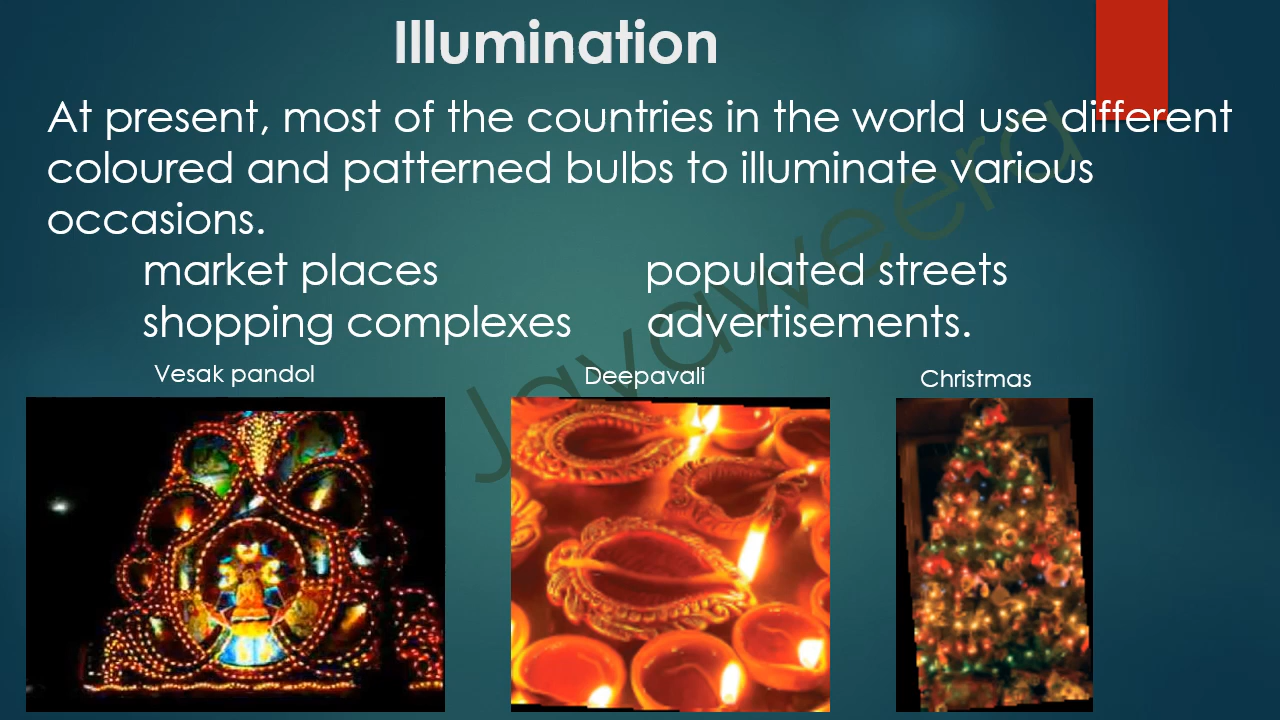 Illumination
At present, most of the countries in the world use different
coloured and patterned bulbs to illuminate various
occasions.
market places populated streets
shopping complexes advertisements.
Vesak pandol Deepavali Christmas
Jayaweera